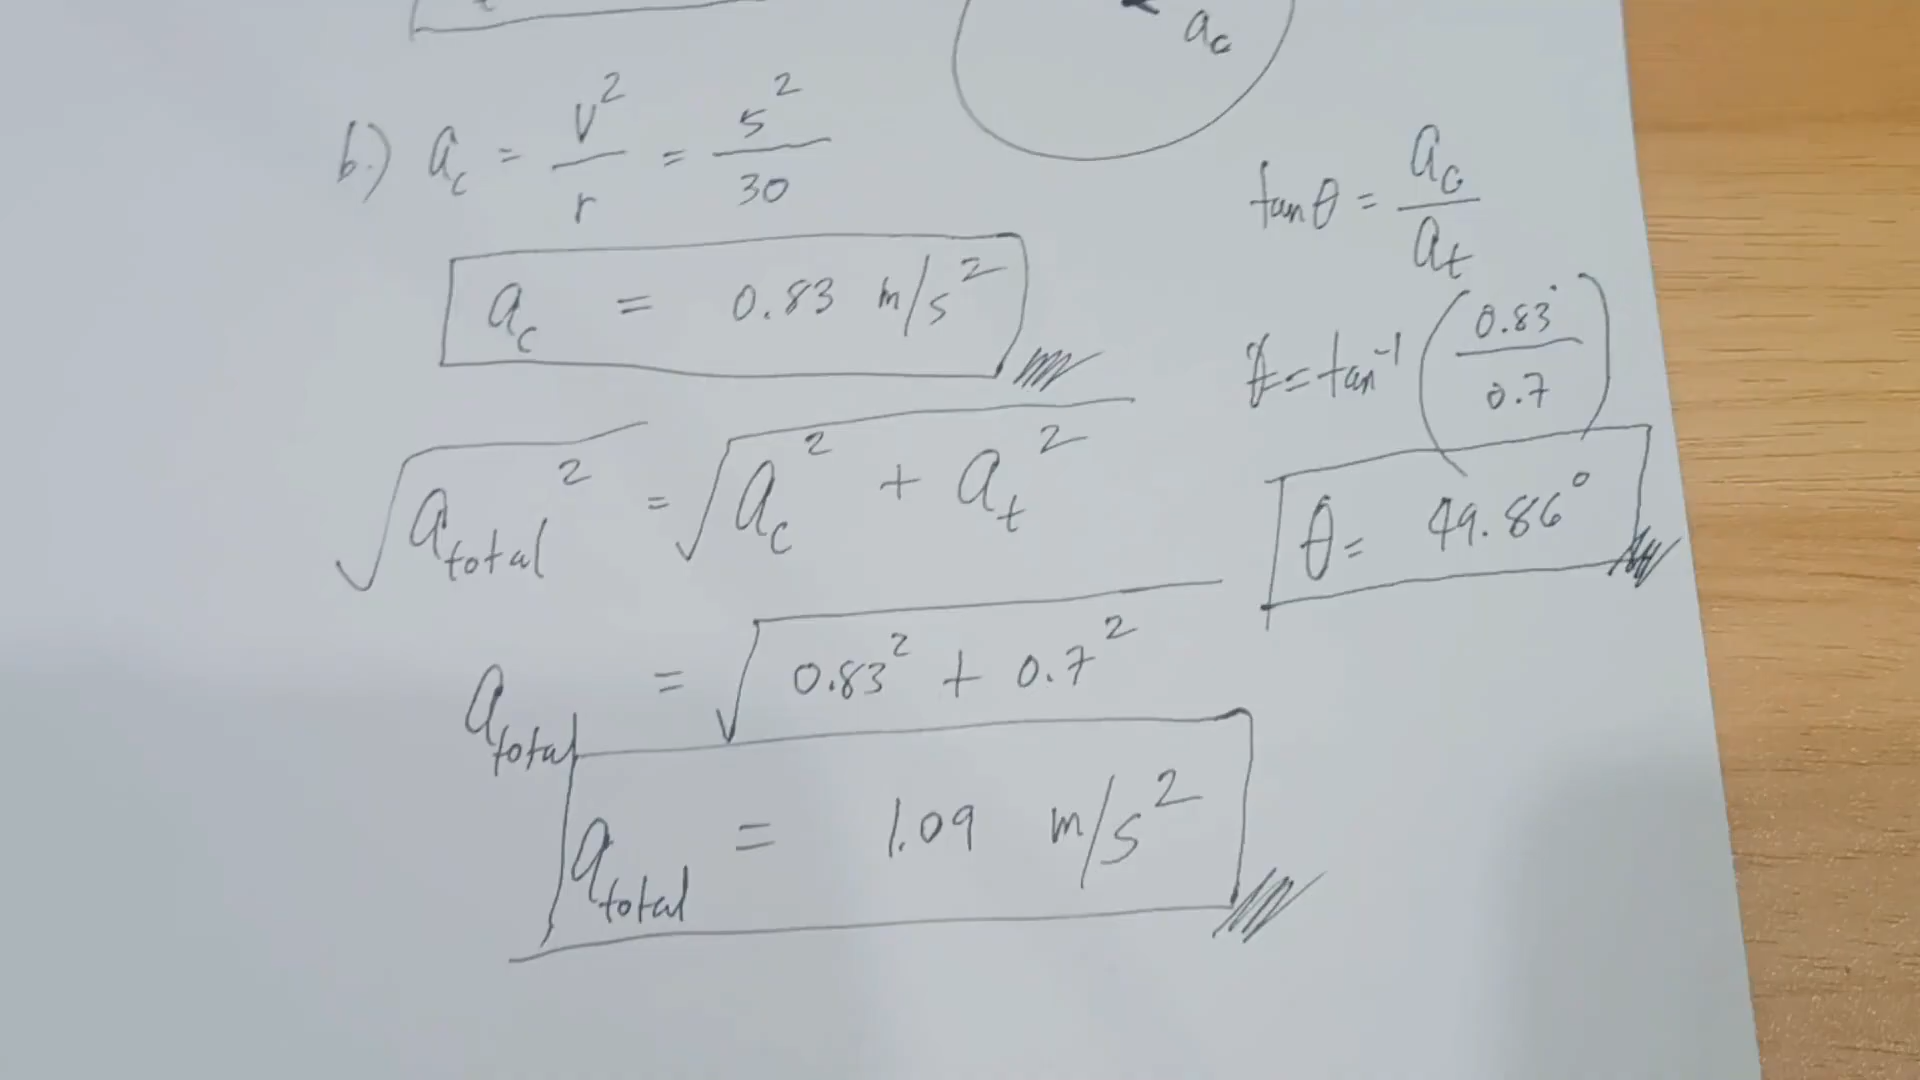 a_c
b.) a_c = v²/r = 5²/30
a_c = 0.83 m/s²
√a_total² = √a_c² + a_t²
a_total = √0.83² + 0.7²
a_total = 1.09 m/s²
tanθ = a_c/a_t
θ = tan⁻¹(0.83/0.7)
θ = 49.86°